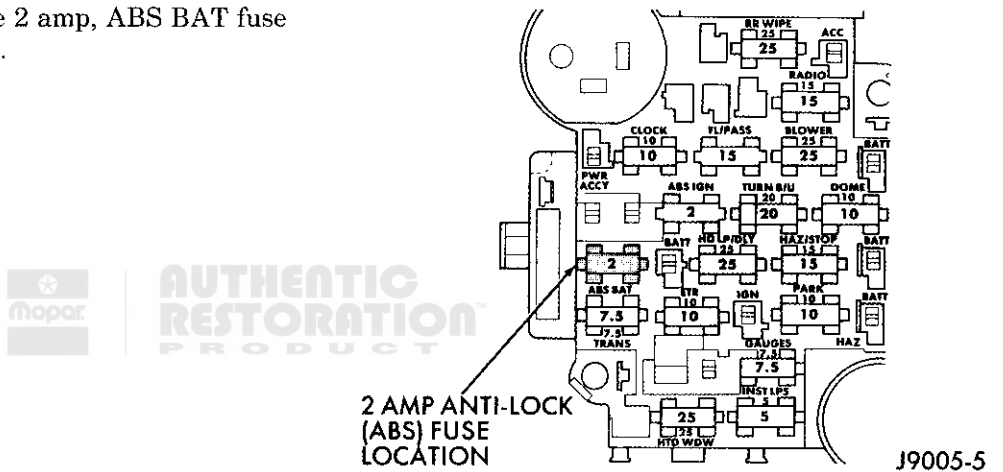 e 2 amp, ABS BAT fuse
.
RR WIPE
25
25
ACC
RADIO
15
15
CLOCK
10
10
FL/PASS
15
BLOWER
25
25
BATT
PWR
ACCY
ABS IGN
2
TURN B/U
20
20
DOME
10
10
BATT
HD LP/DLY
25
25
HAZ/STOP
15
15
BATT
2
ABS BAT
7.5
7.5
TRANS
LTR
10
10
IGN
PARK
10
10
BATT
HAZ
GAUGES
7.5
7.5
INST LPS
5
5
25
25
HTD WDW
2 AMP ANTI-LOCK
(ABS) FUSE
LOCATION
J9005-5
Mopar
AUTHENTIC
RESTORATION™
PRODUCT